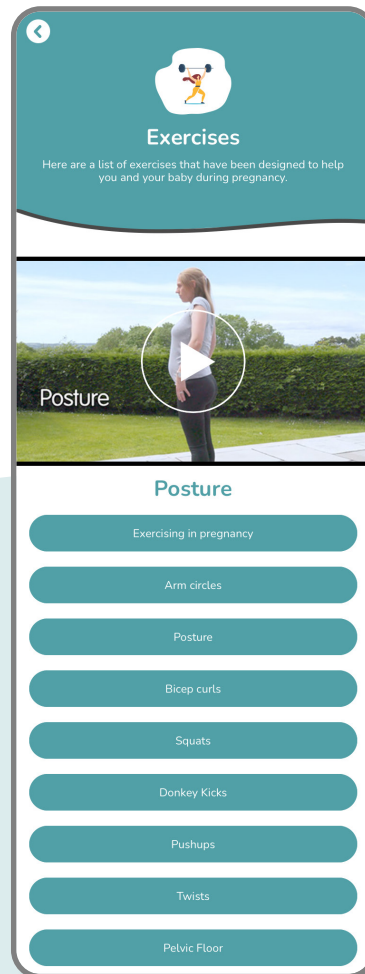 Exercises
Here are a list of exercises that have been designed to help
you and your baby during pregnancy.
Posture
Posture
Exercising in pregnancy
Arm circles
Posture
Bicep curls
Squats
Donkey Kicks
Pushups
Twists
Pelvic Floor